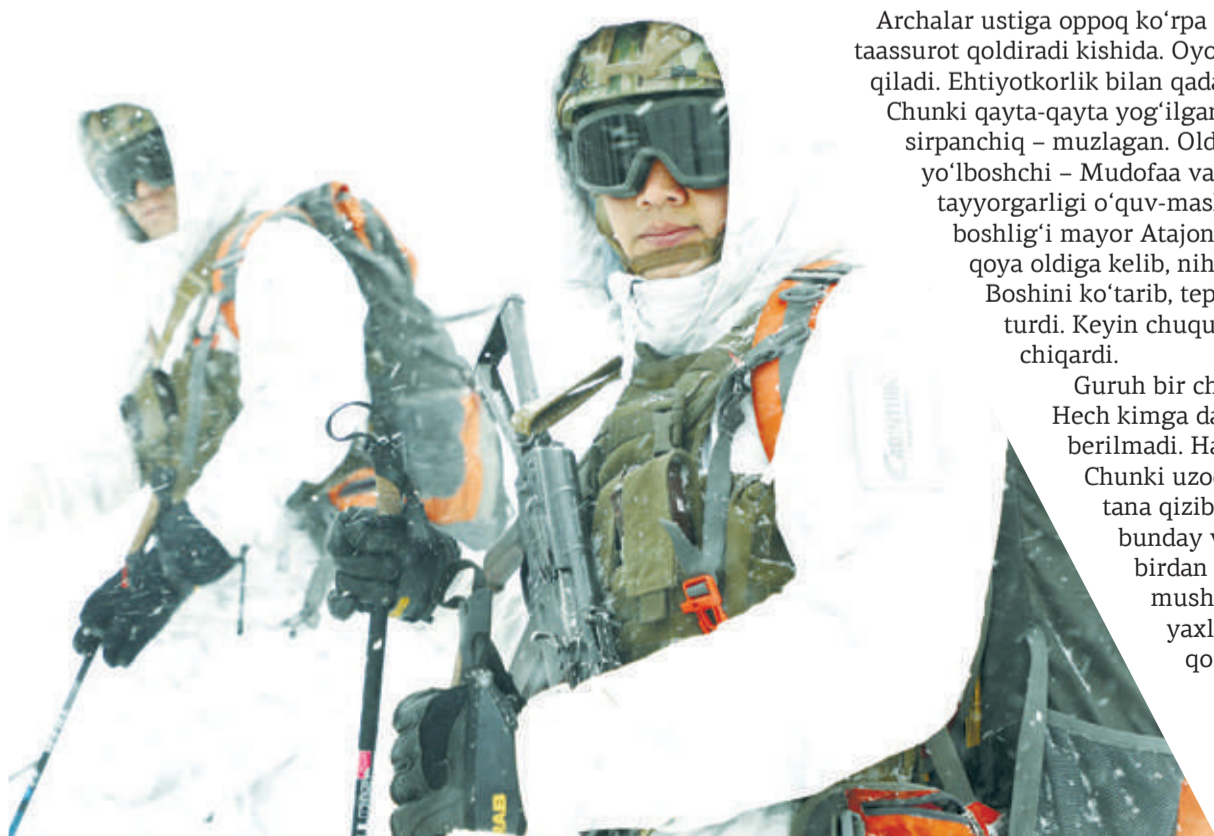 Archalar ustiga oppoq ko‘rpa
taassurot qoldiradi kishida. Oyo
qiladi. Ehtiyotkorlik bilan qada
Chunki qayta-qayta yog‘ilgan
sirpanchiq – muzlagan. Old
yo‘lboshchi – Mudofaa va
tayyorgarligi o‘quv-mash
boshlig‘i mayor Atajon
qoya oldiga kelib, nih
Boshini ko‘tarib, tep
turdi. Keyin chuqu
chiqardi.
Guruh bir ch
Hech kimga da
berilmadi. Ha
Chunki uzoq
tana qizib
bunday v
birdan
mush
yaxl
qo
RAB